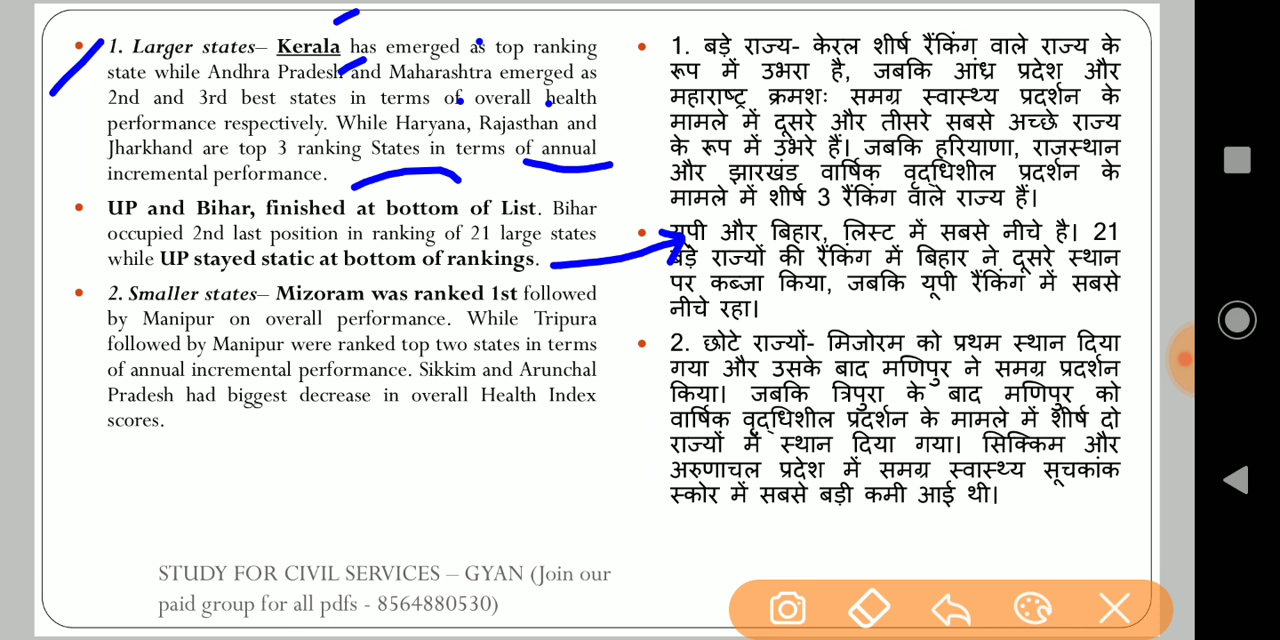 1. Larger states– Kerala has emerged as top ranking
state while Andhra Pradesh and Maharashtra emerged as
2nd and 3rd best states in terms of overall health
performance respectively. While Haryana, Rajasthan and
Jharkhand are top 3 ranking States in terms of annual
incremental performance.
UP and Bihar, finished at bottom of List. Bihar
occupied 2nd last position in ranking of 21 large states
while UP stayed static at bottom of rankings.
2. Smaller states– Mizoram was ranked 1st followed
by Manipur on overall performance. While Tripura
followed by Manipur were ranked top two states in terms
of annual incremental performance. Sikkim and Arunchal
Pradesh had biggest decrease in overall Health Index
scores.
1. बड़े राज्य- केरल शीर्ष रैंकिंग वाले राज्य के
रूप में उभरा है, जबकि आंध्र प्रदेश और
महाराष्ट्र क्रमशः समग्र स्वास्थ्य प्रदर्शन के
मामले में दूसरे और तीसरे सबसे अच्छे राज्य
के रूप में उभरे हैं। जबकि हरियाणा, राजस्थान
और झारखंड वार्षिक वृद्धिशील प्रदर्शन के
मामले में शीर्ष 3 रैंकिंग वाले राज्य हैं।
यूपी और बिहार, लिस्ट में सबसे नीचे है। 21
बड़े राज्यों की रैंकिंग में बिहार ने दूसरे स्थान
पर कब्जा किया, जबकि यूपी रैंकिंग में सबसे
नीचे रहा।
2. छोटे राज्यों- मिजोरम को प्रथम स्थान दिया
गया और उसके बाद मणिपुर ने समग्र प्रदर्शन
किया। जबकि त्रिपुरा के बाद मणिपुर को
वार्षिक वृद्धिशील प्रदर्शन के मामले में शीर्ष दो
राज्यों में स्थान दिया गया। सिक्किम और
अरुणाचल प्रदेश में समग्र स्वास्थ्य सूचकांक
स्कोर में सबसे बड़ी कमी आई थी।
STUDY FOR CIVIL SERVICES – GYAN (Join our
paid group for all pdfs - 8564880530)